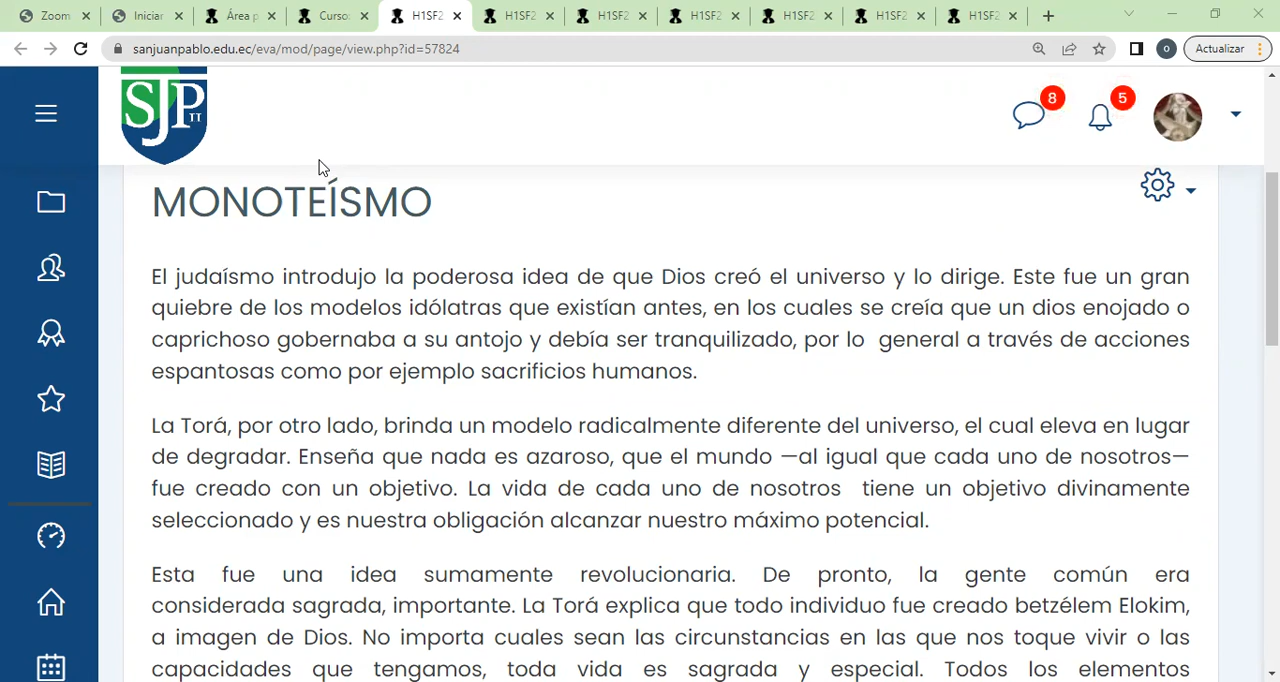 Zoom
Iniciar
Área p
Curso:
H1SF2
H1SF2
H1SF2
H1SF2
H1SF2
H1SF2
H1SF2
sanjuanpablo.edu.ec/eva/mod/page/view.php?id=57824
O
Actualizar
SJP
II
8
5
MONOTEÍSMO
El judaísmo introdujo la poderosa idea de que Dios creó el universo y lo dirige. Este fue un gran
quiebre de los modelos idólatras que existían antes, en los cuales se creía que un dios enojado o
caprichoso gobernaba a su antojo y debía ser tranquilizado, por lo general a través de acciones
espantosas como por ejemplo sacrificios humanos.
La Torá, por otro lado, brinda un modelo radicalmente diferente del universo, el cual eleva en lugar
de degradar. Enseña que nada es azaroso, que el mundo —al igual que cada uno de nosotros—
fue creado con un objetivo. La vida de cada uno de nosotros tiene un objetivo divinamente
seleccionado y es nuestra obligación alcanzar nuestro máximo potencial.
Esta fue una idea sumamente revolucionaria. De pronto, la gente común era
considerada sagrada, importante. La Torá explica que todo individuo fue creado betzélem Elokim,
a imagen de Dios. No importa cuales sean las circunstancias en las que nos toque vivir o las
capacidades que tengamos, toda vida es sagrada y especial. Todos los elementos